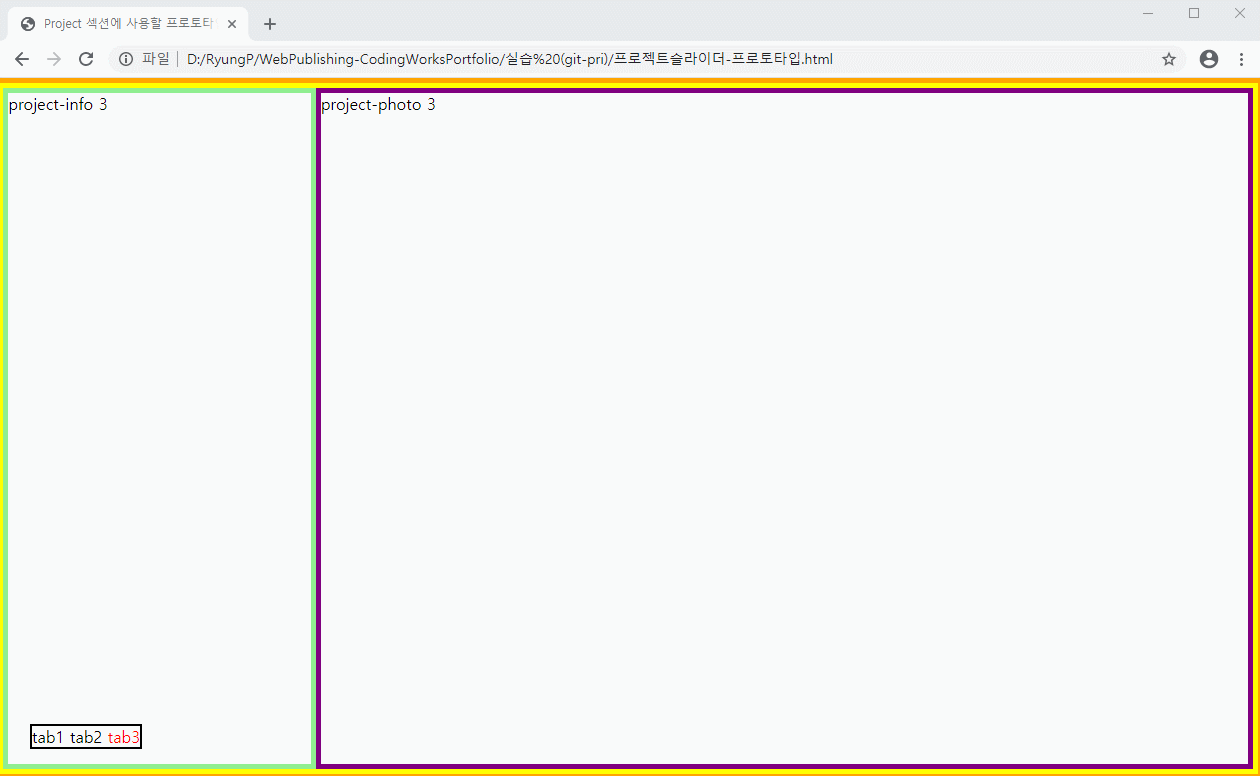 Project 섹션에 사용할 프로토타
파일 D:/RyungP/WebPublishing-CodingWorksPortfolio/실습%20(git-pri)/프로젝트슬라이더-프로토타입.html
project-info 3
project-photo 3
tab1 tab2 tab3